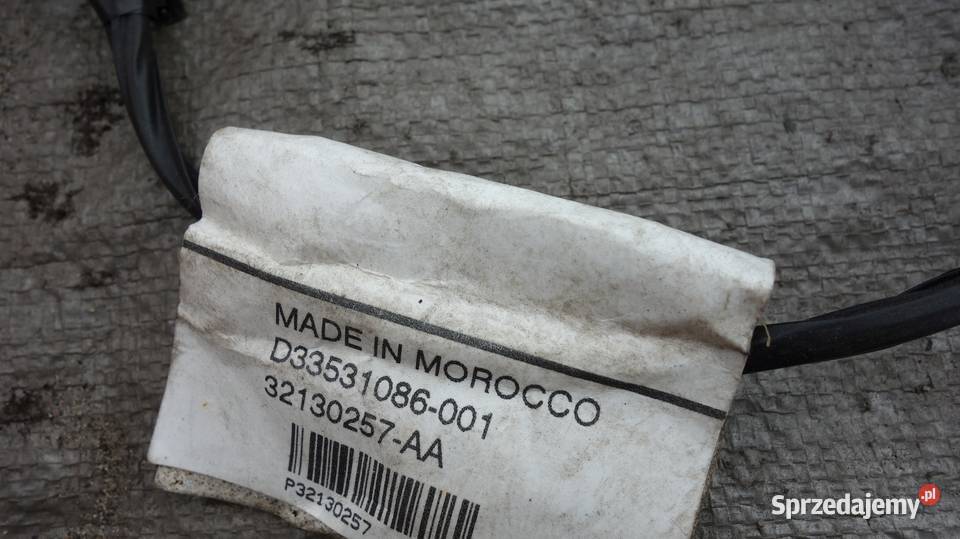 MADE IN MOROCCO
D33531086-001
32130257-AA
P32130257
Sprzedajemy.pl